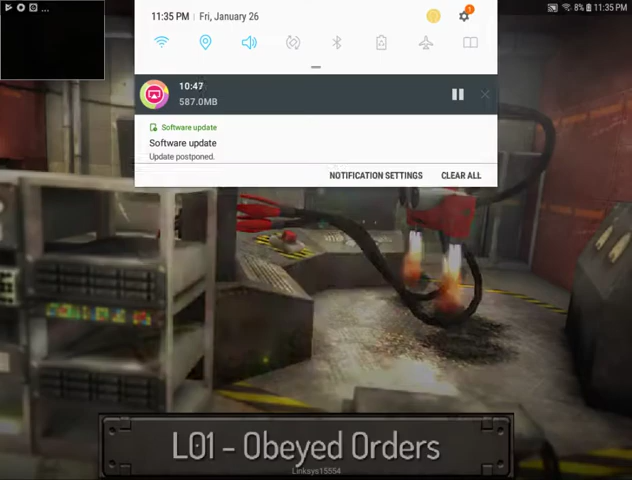 8% 11:35 PM
11:35 PM Fri, January 26
1
10:47
587.0MB
Software update
Software update
Update postponed.
NOTIFICATION SETTINGS
CLEAR ALL
L01 - Obeyed Orders
Linksys15554